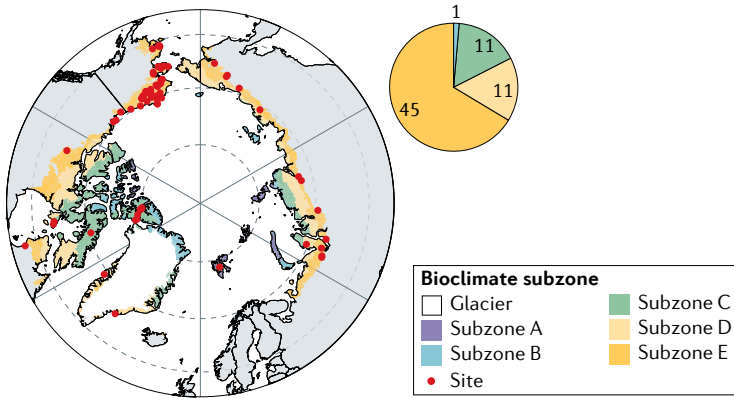 1
11
11
45
Bioclimate subzone
Glacier
Subzone A
Subzone B
Site
Subzone C
Subzone D
Subzone E